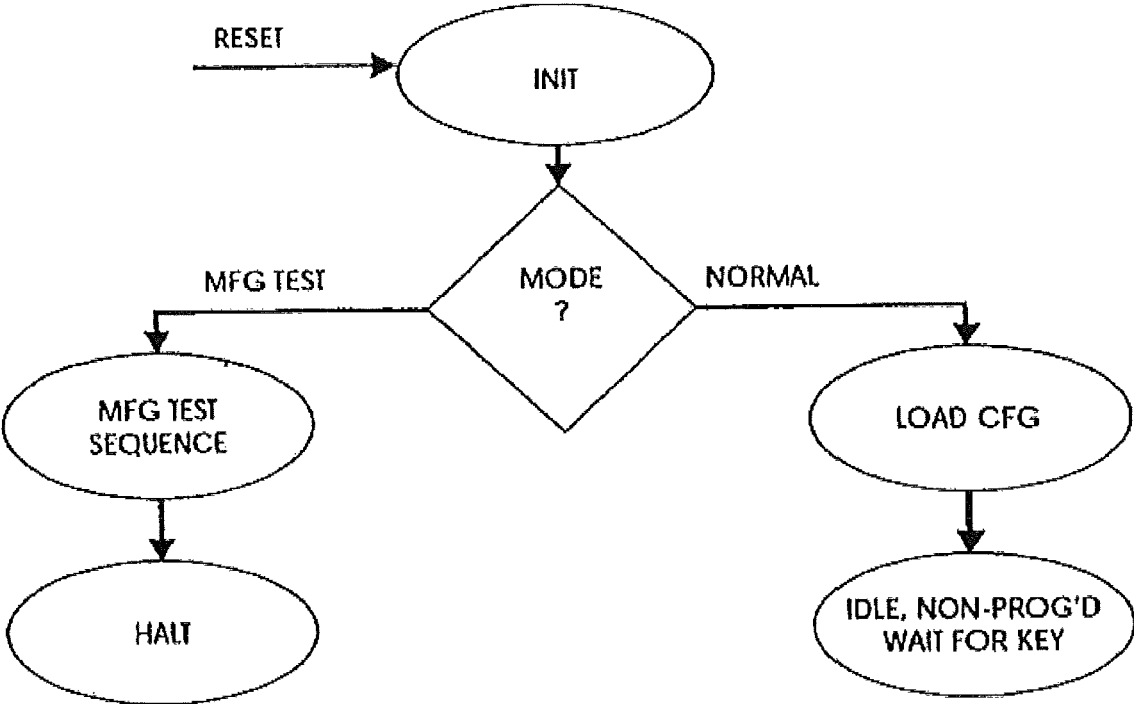 RESET
INIT
MODE
?
MFG TEST
NORMAL
MFG TEST
SEQUENCE
LOAD CFG
HALT
IDLE, NON-PROG'D
WAIT FOR KEY